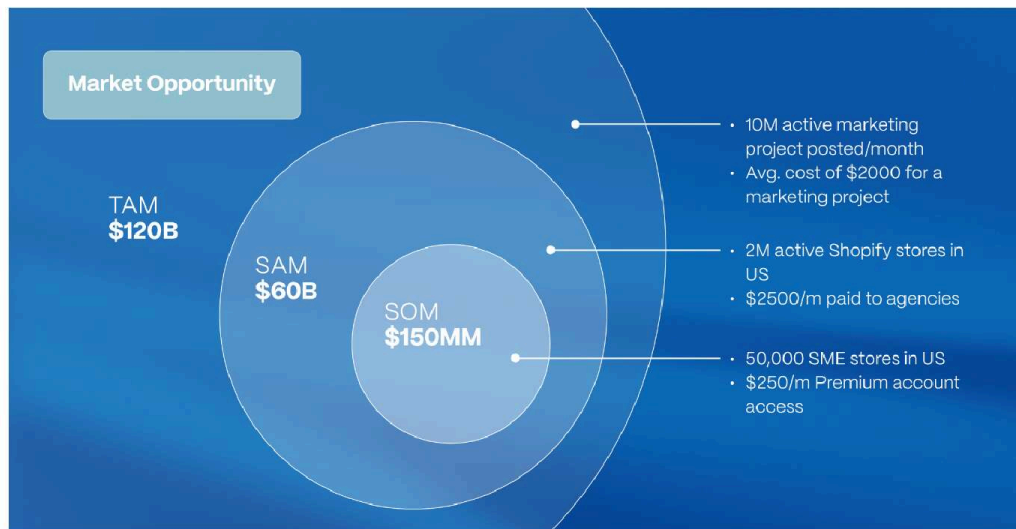 Market Opportunity
TAM
$120B
SAM
$60B
SOM
$150MM
• 10M active marketing
project posted/month
• Avg. cost of $2000 for a
marketing project
• 2M active Shopify stores in
US
• $2500/m paid to agencies
• 50,000 SME stores in US
• $250/m Premium account
access